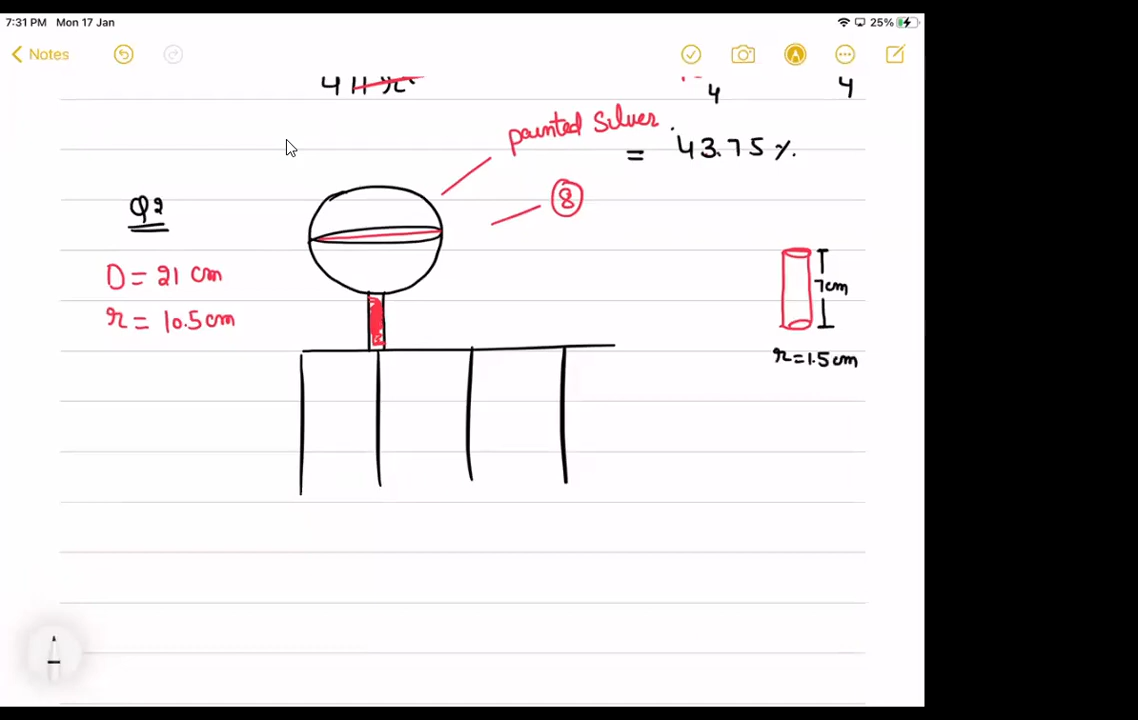 7:31 PM Mon 17 Jan
25%
Notes
4
4
painted Silver
= 43.75 %.
8
Q2
D = 21 cm
r = 10.5 cm
7cm
r = 1.5 cm